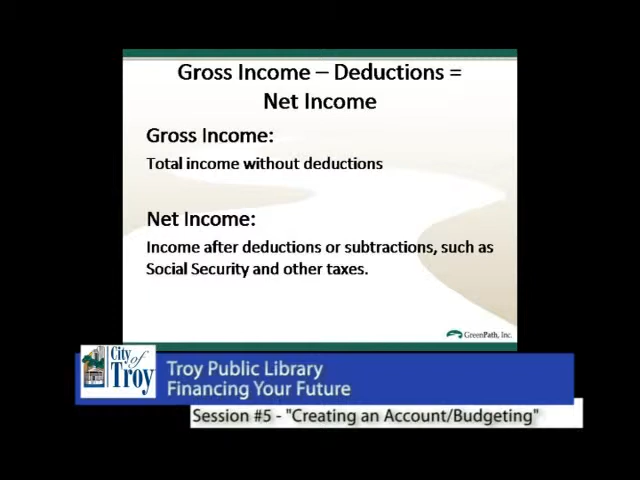 Gross Income – Deductions =
Net Income
Gross Income:
Total income without deductions
Net Income:
Income after deductions or subtractions, such as
Social Security and other taxes.
GreenPath, Inc.
City of
Troy
Troy Public Library
Financing Your Future
Session #5 - "Creating an Account/Budgeting"